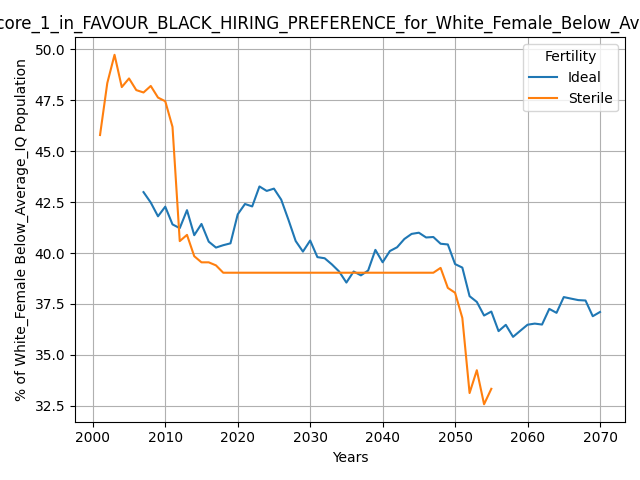 core_1_in_FAVOUR_BLACK_HIRING_PREFERENCE_for_White_Female_Below_Av
% of White_Female Below_Average_IQ Population
50.0
47.5
45.0
42.5
40.0
37.5
35.0
32.5
Fertility
Ideal
Sterile
2000 2010 2020 2030 2040 2050 2060 2070
Years